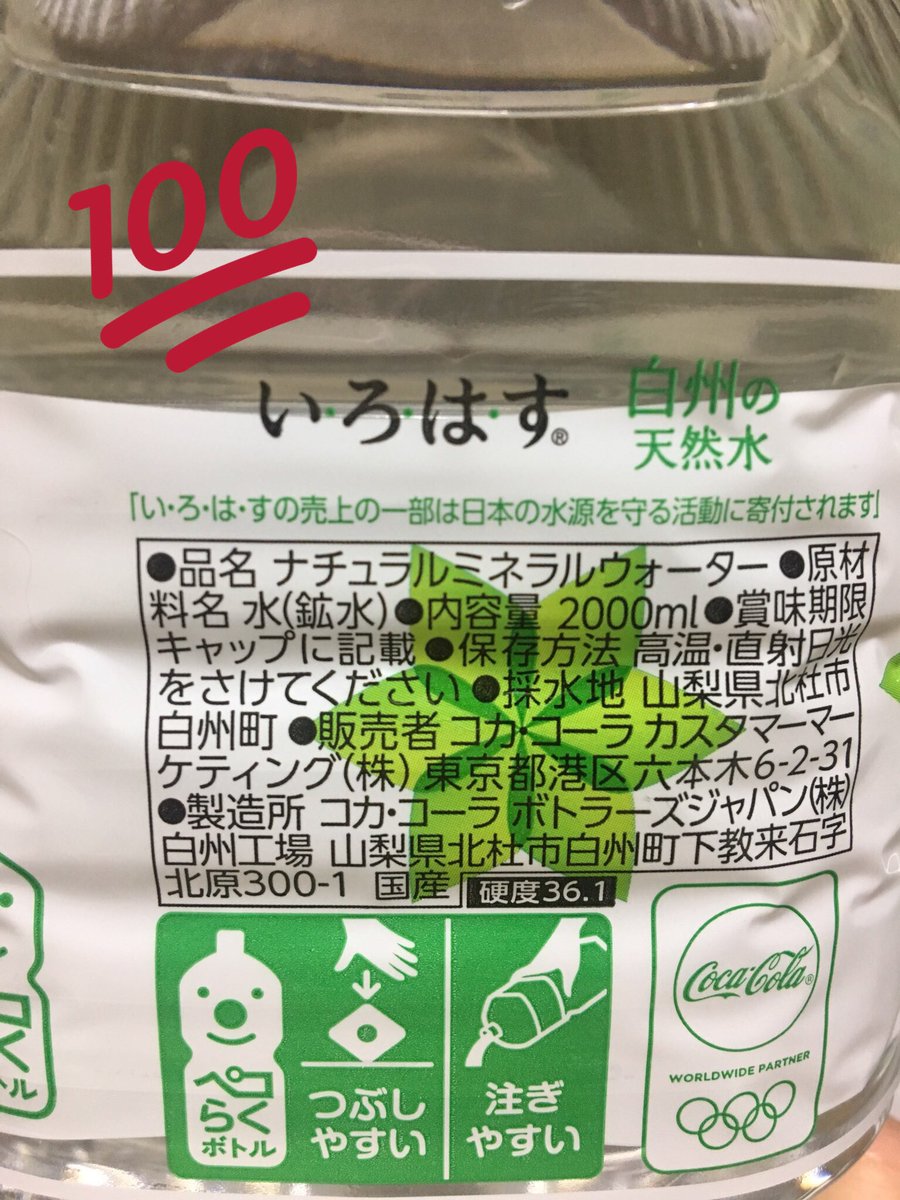 100
い・ろ・は・す®
白州の
天然水
「い・ろ・は・すの売上の一部は日本の水源を守る活動に寄付されます」
●品名 ナチュラルミネラルウォーター ●原材
料名 水(鉱水) ●内容量 2000ml ●賞味期限
キャップに記載 ●保存方法 高温・直射日光
をさけてください ●採水地 山梨県北杜市
白州町 ●販売者 コカ・コーラ カスタマーマー
ケティング(株) 東京都港区六本木6-2-31
●製造所 コカ・コーラ ボトラーズジャパン(株)
白州工場 山梨県北杜市白州町下教来石字
北原300-1 国産 硬度36.1
ペコ
らく
ボトル
つぶし
やすい
注ぎ
やすい
Coca-Cola®
WORLDWIDE PARTNER